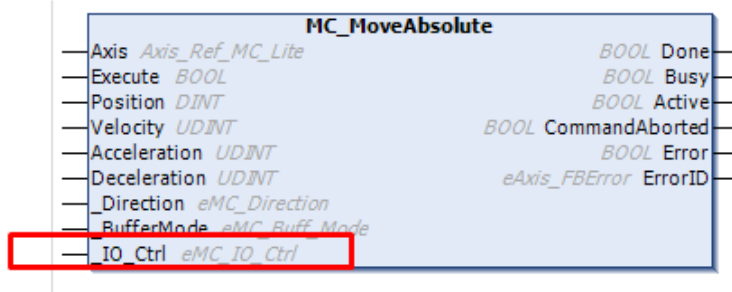 MC_MoveAbsolute
Axis Axis_Ref_MC_Lite BOOL Done
Execute BOOL BOOL Busy
Position DINT BOOL Active
Velocity UDINT BOOL CommandAborted
Acceleration UDINT BOOL Error
Deceleration UDINT eAxis_FBError ErrorID
_Direction eMC_Direction
_BufferMode eMC_Buff_Mode
_IO_Ctrl eMC_IO_Ctrl